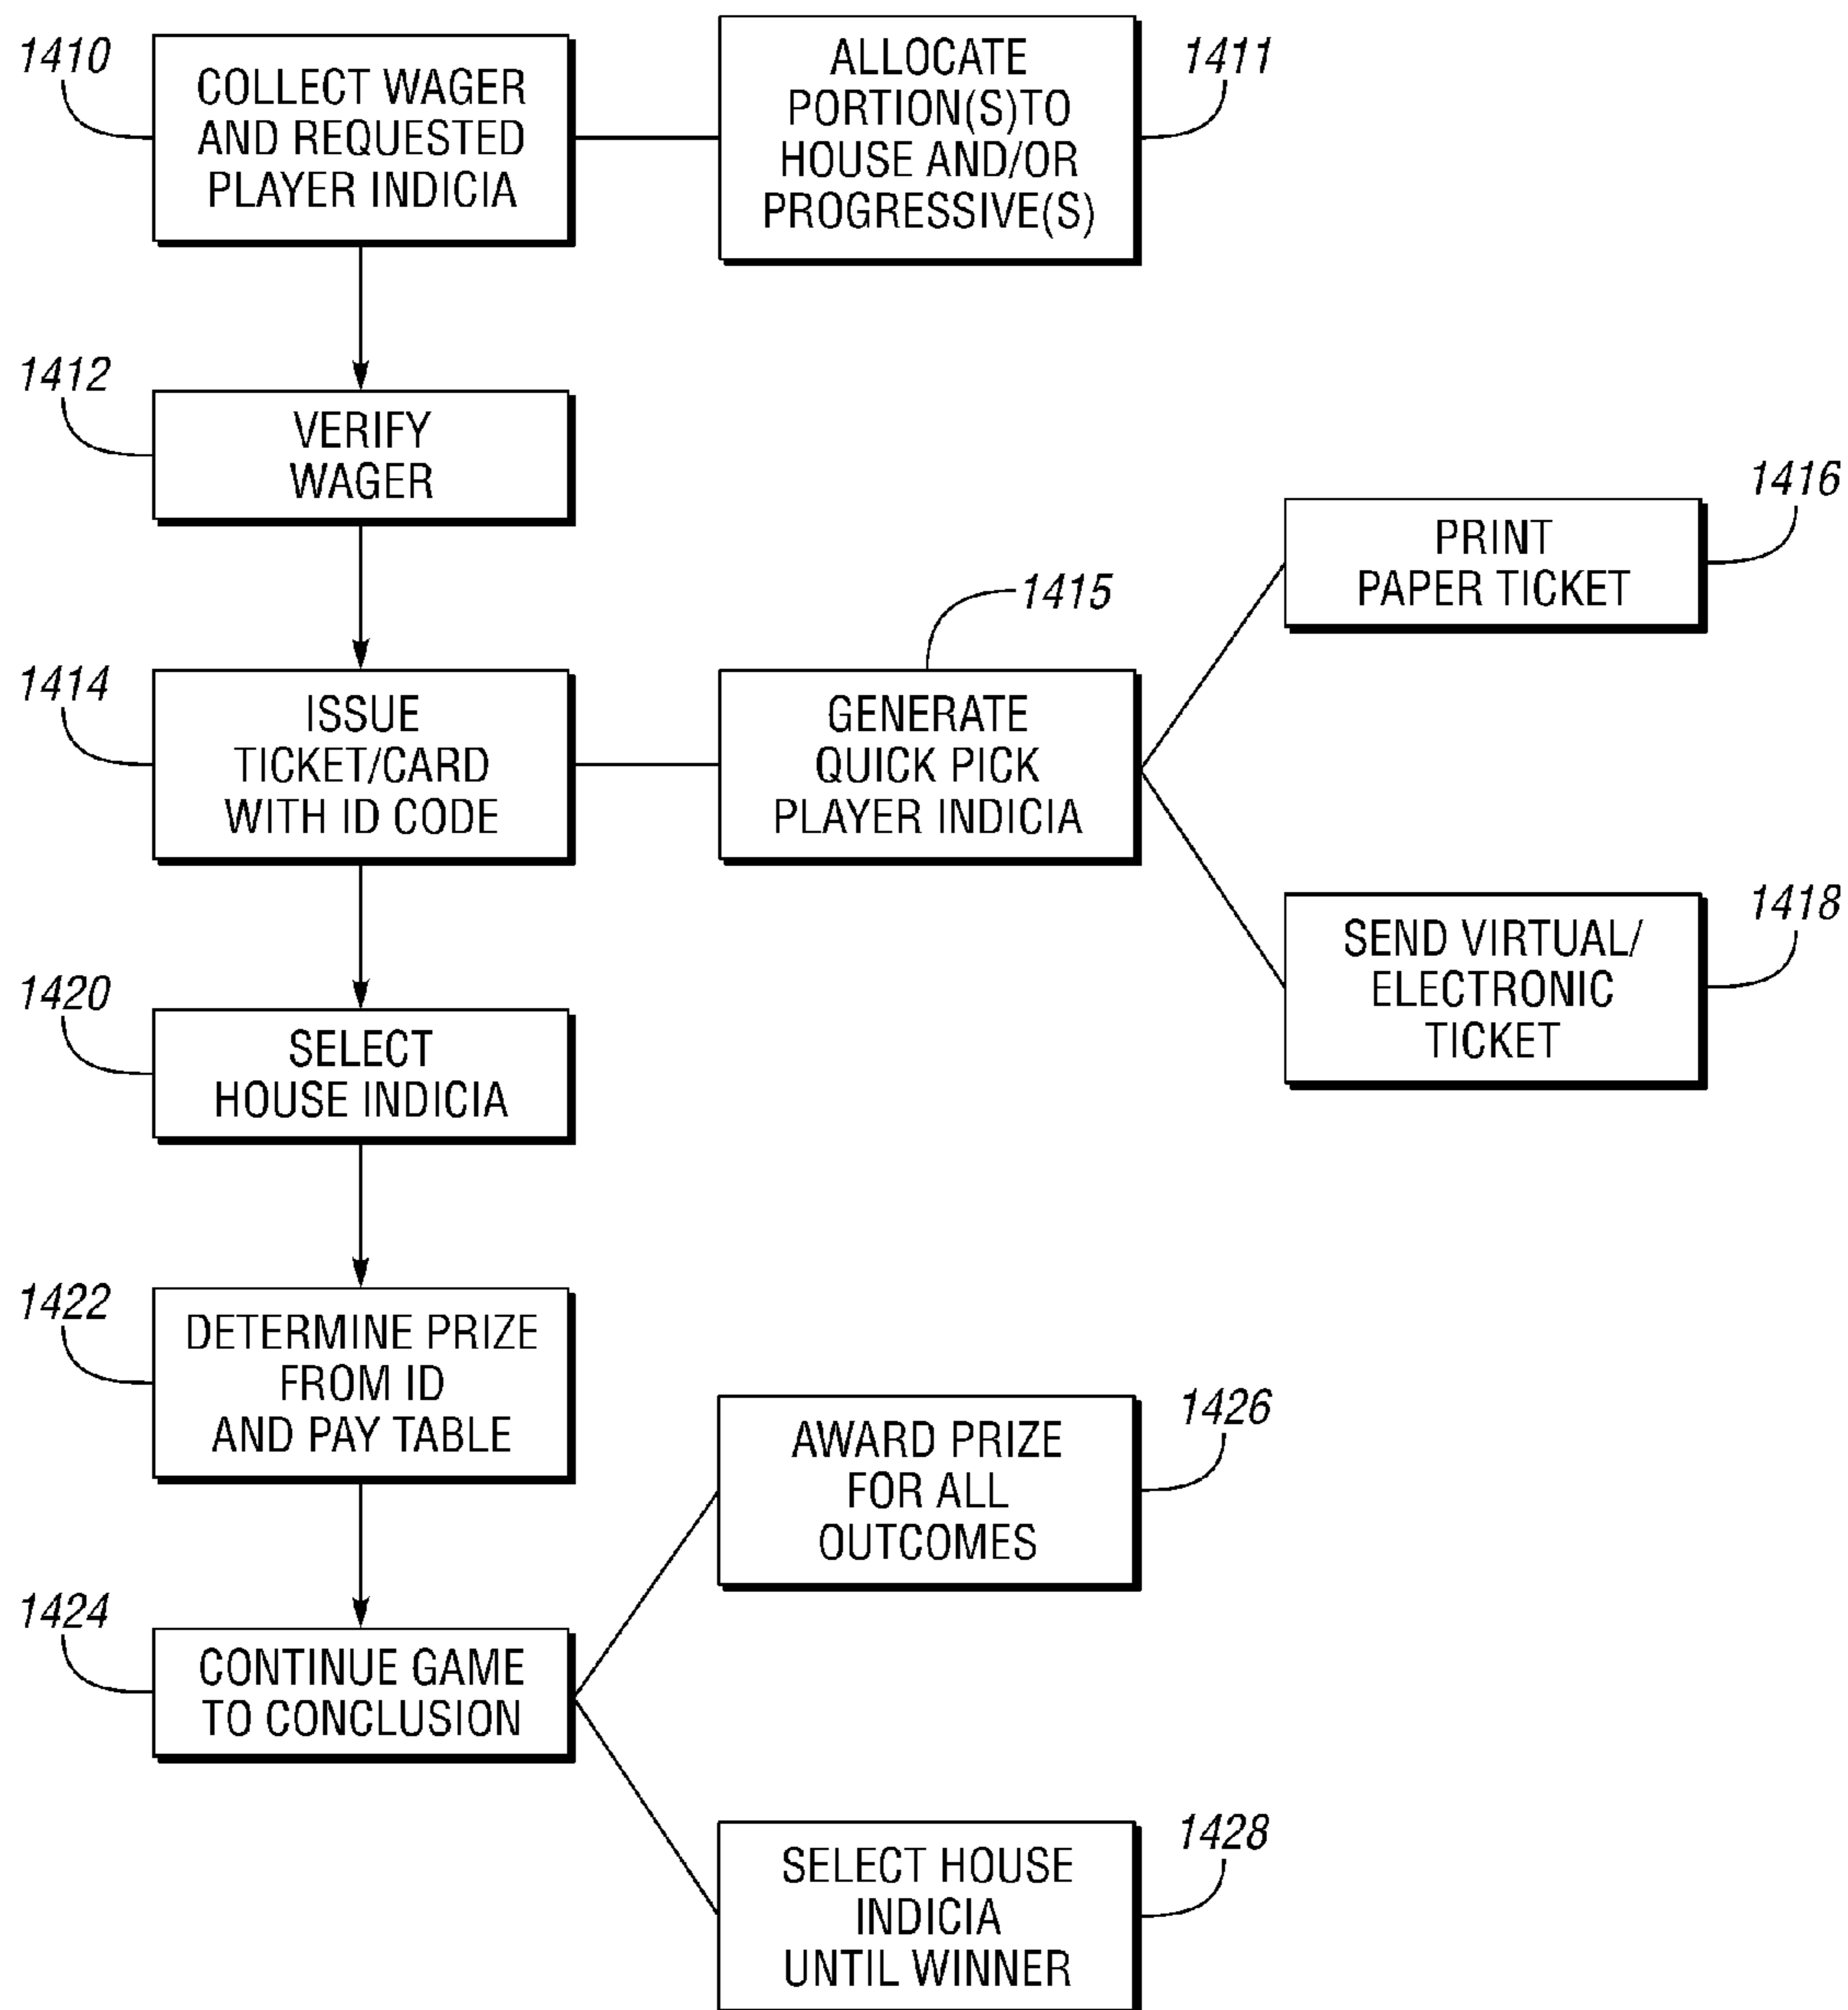 1410
COLLECT WAGER
AND REQUESTED
PLAYER INDICIA
ALLOCATE
PORTION(S)TO
HOUSE AND/OR
PROGRESSIVE(S)
1411
1412
VERIFY
WAGER
1414
ISSUE
TICKET/CARD
WITH ID CODE
1415
GENERATE
QUICK PICK
PLAYER INDICIA
1416
PRINT
PAPER TICKET
1418
SEND VIRTUAL/
ELECTRONIC
TICKET
1420
SELECT
HOUSE INDICIA
1422
DETERMINE PRIZE
FROM ID
AND PAY TABLE
1424
CONTINUE GAME
TO CONCLUSION
1426
AWARD PRIZE
FOR ALL
OUTCOMES
1428
SELECT HOUSE
INDICIA
UNTIL WINNER